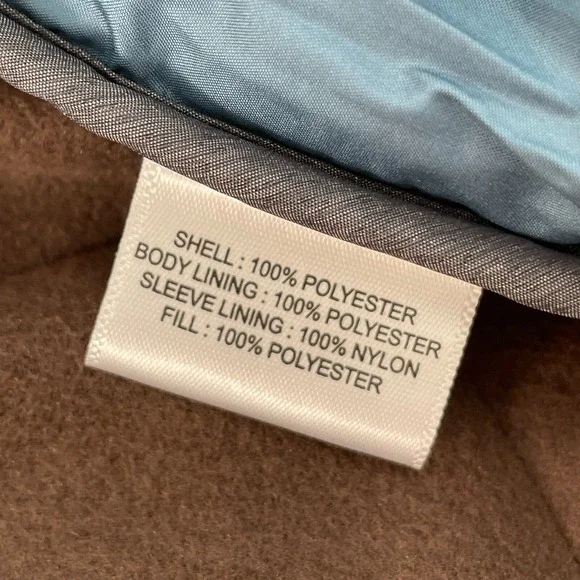 SHELL : 100% POLYESTER
BODY LINING : 100% POLYESTER
SLEEVE LINING : 100% NYLON
FILL : 100% POLYESTER